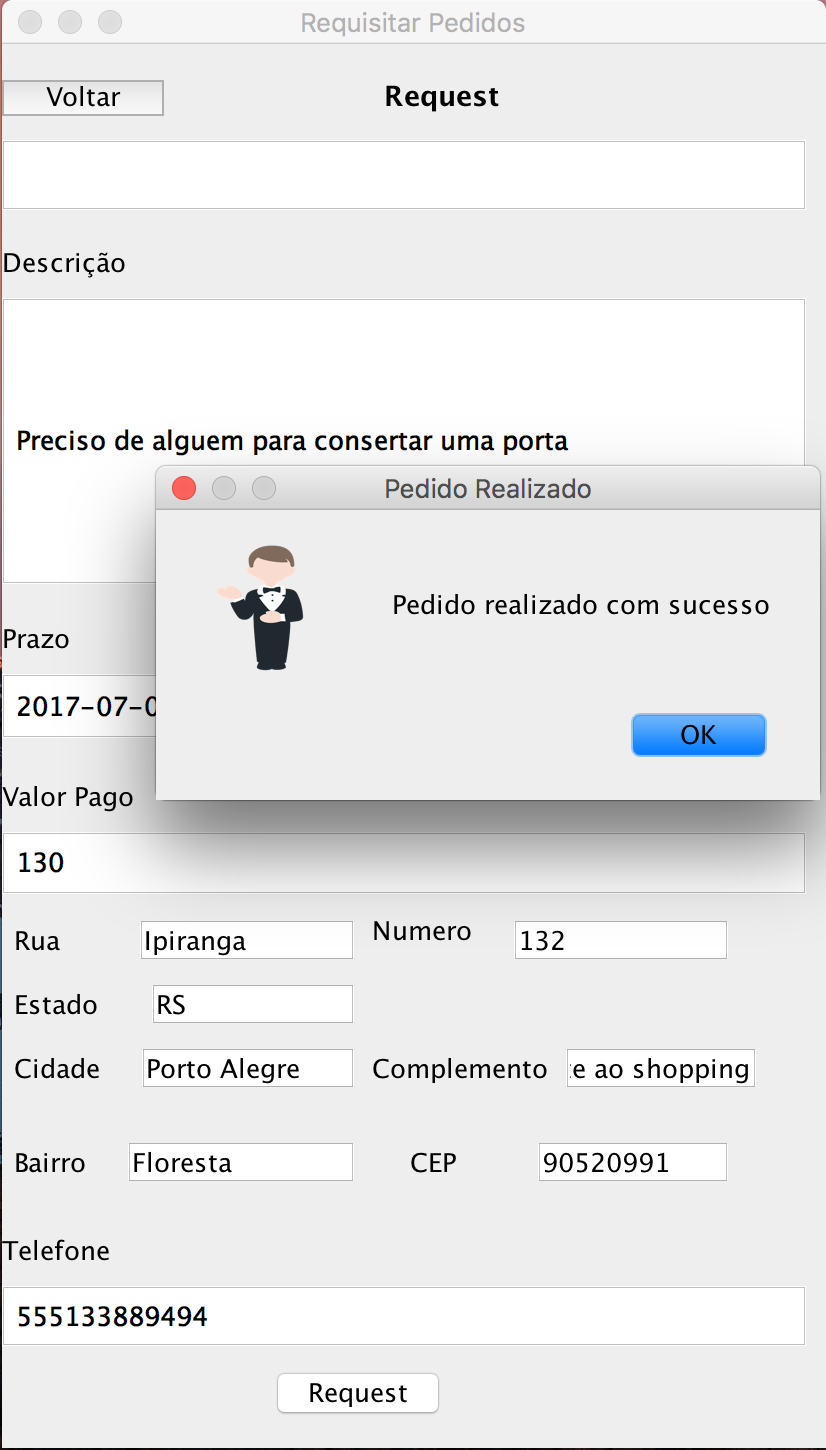 Requisitar Pedidos
Voltar
Request
Descrição
Preciso de alguem para consertar uma porta
Pedido Realizado
Pedido realizado com sucesso
OK
Prazo
2017-07-0
Valor Pago
130
Rua Ipiranga Numero 132
Estado RS
Cidade Porto Alegre Complemento e ao shopping
Bairro Floresta CEP 90520991
Telefone
555133889494
Request